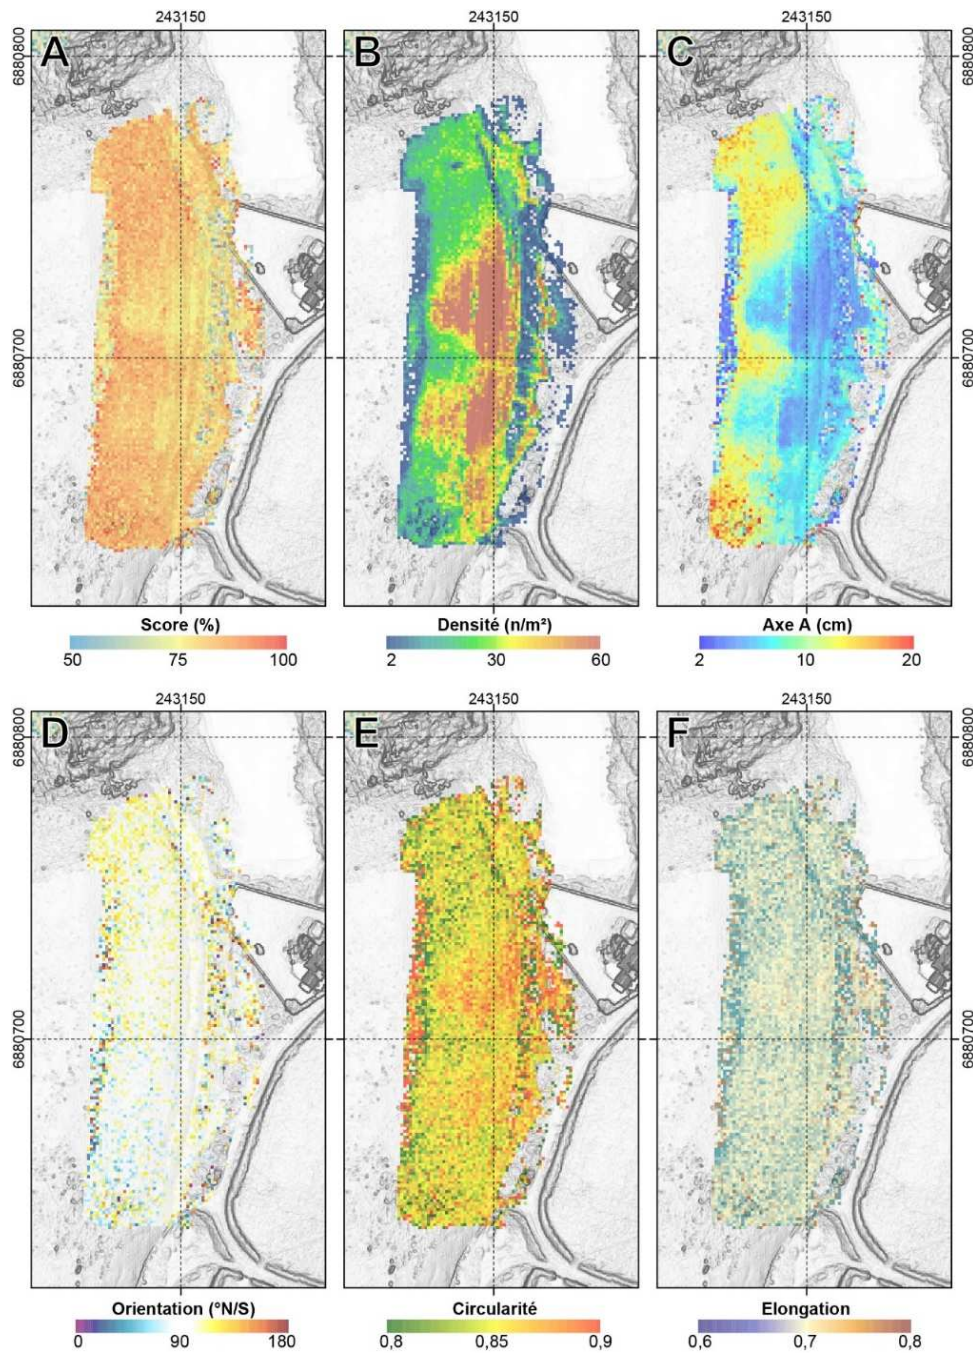 243150 243150 243150
6880800 A B C 6880800
6880700 6880700
Score (%) Densité (n/m²) Axe A (cm)
50 75 100 2 30 60 2 10 20
243150 243150 243150
6880800 D E F 6880800
6880700 6880700
Orientation (°N/S) Circularité Elongation
0 90 180 0,8 0,85 0,9 0,6 0,7 0,8